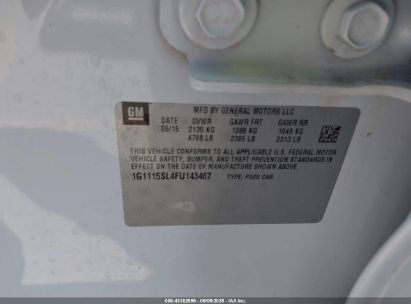 GM
MFD BY GENERAL MOTORS LLC
DATE GVWR GAWR FRT GAWR RR
05/15 2135 KG 1086 KG 1049 KG
4708 LB 2395 LB 2313 LB
THIS VEHICLE CONFORMS TO ALL APPLICABLE U.S. FEDERAL MOTOR
VEHICLE SAFETY, BUMPER, AND THEFT PREVENTION STANDARDS IN
EFFECT ON THE DATE OF MANUFACTURE SHOWN ABOVE.
1G1115SL4FU143467 TYPE: PASS CAR